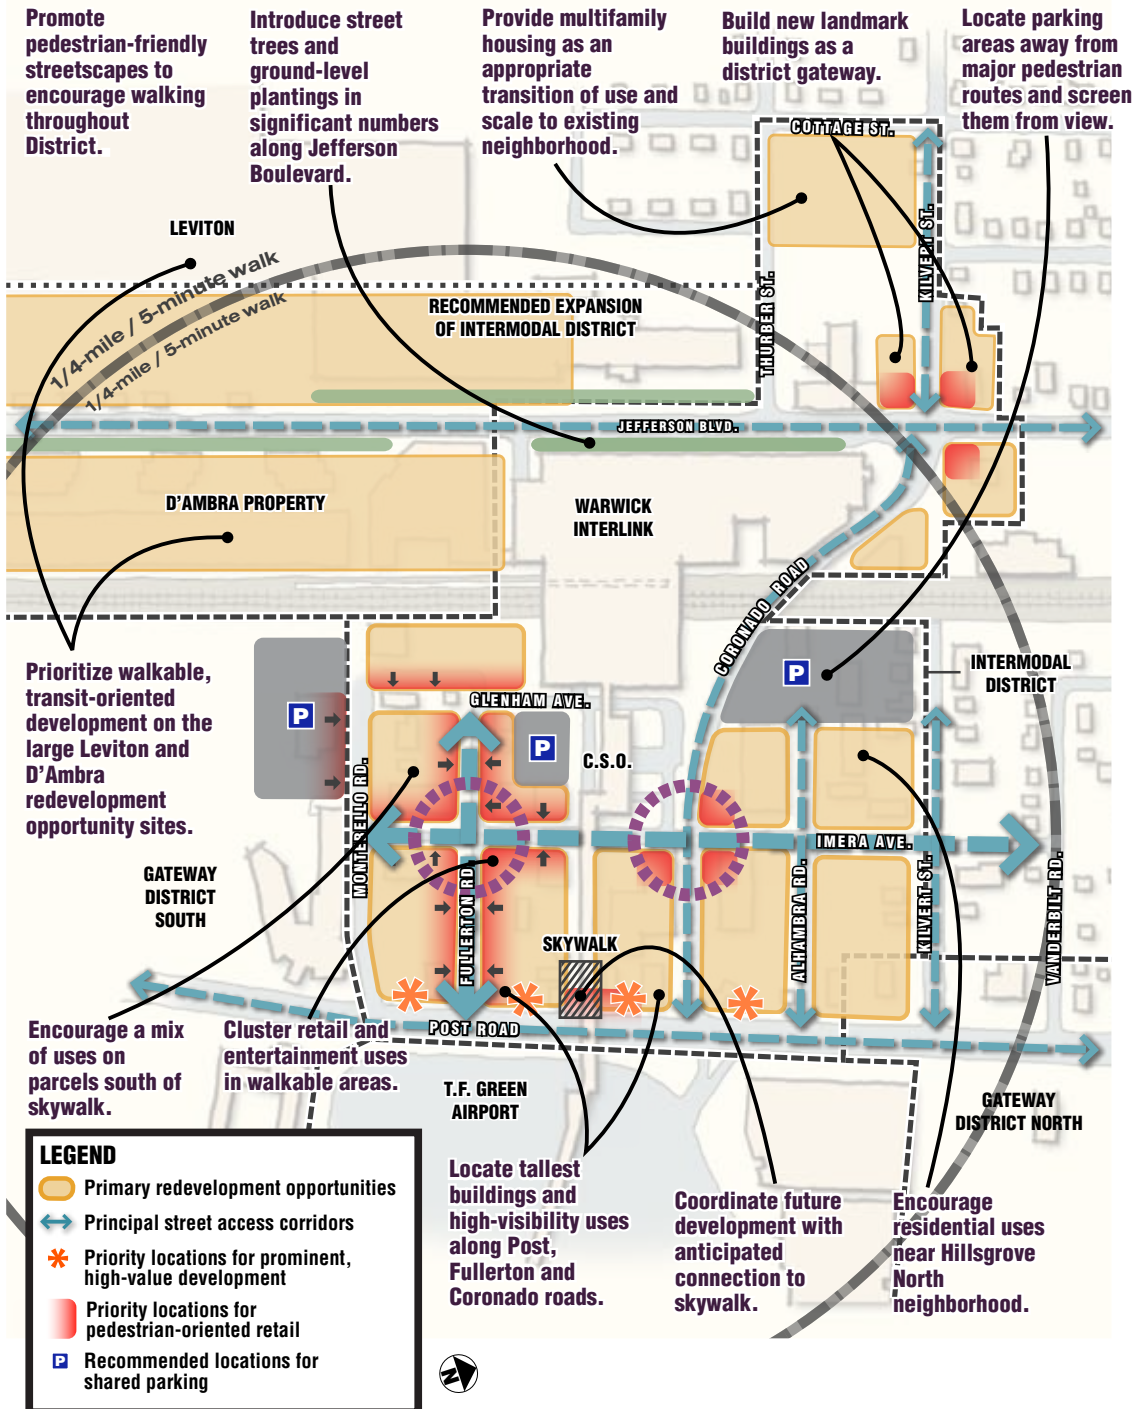 Promote
pedestrian-friendly
streetscapes to
encourage walking
throughout
District.
Introduce street
trees and
ground-level
plantings in
significant numbers
along Jefferson
Boulevard.
Provide multifamily
housing as an
appropriate
transition of use and
scale to existing
neighborhood.
Build new landmark
buildings as a
district gateway.
Locate parking
areas away from
major pedestrian
routes and screen
them from view.
COTTAGE ST.
KILVERT ST.
THURBER ST.
LEVITON
1/4-mile / 5-minute walk
1/4-mile / 5-minute walk
RECOMMENDED EXPANSION
OF INTERMODAL DISTRICT
JEFFERSON BLVD.
D'AMBRA PROPERTY
WARWICK
INTERLINK
CORONADO ROAD
Prioritize walkable,
transit-oriented
development on the
large Leviton and
D'Ambra
redevelopment
opportunity sites.
P
P
P
INTERMODAL
DISTRICT
GLENHAM AVE.
C.S.O.
MONTEBELLO RD.
IMERA AVE.
FULLERTON RD.
ALHAMBRA RD.
KILVERT ST.
VANDERBILT RD.
GATEWAY
DISTRICT
SOUTH
SKYWALK
POST ROAD
Encourage a mix
of uses on
parcels south of
skywalk.
Cluster retail and
entertainment uses
in walkable areas.
T.F. GREEN
AIRPORT
GATEWAY
DISTRICT NORTH
Locate tallest
buildings and
high-visibility uses
along Post,
Fullerton and
Coronado roads.
Coordinate future
development with
anticipated
connection to
skywalk.
Encourage
residential uses
near Hillsgrove
North
neighborhood.
LEGEND
Primary redevelopment opportunities
Principal street access corridors
Priority locations for prominent,
high-value development
Priority locations for
pedestrian-oriented retail
P Recommended locations for
shared parking
N